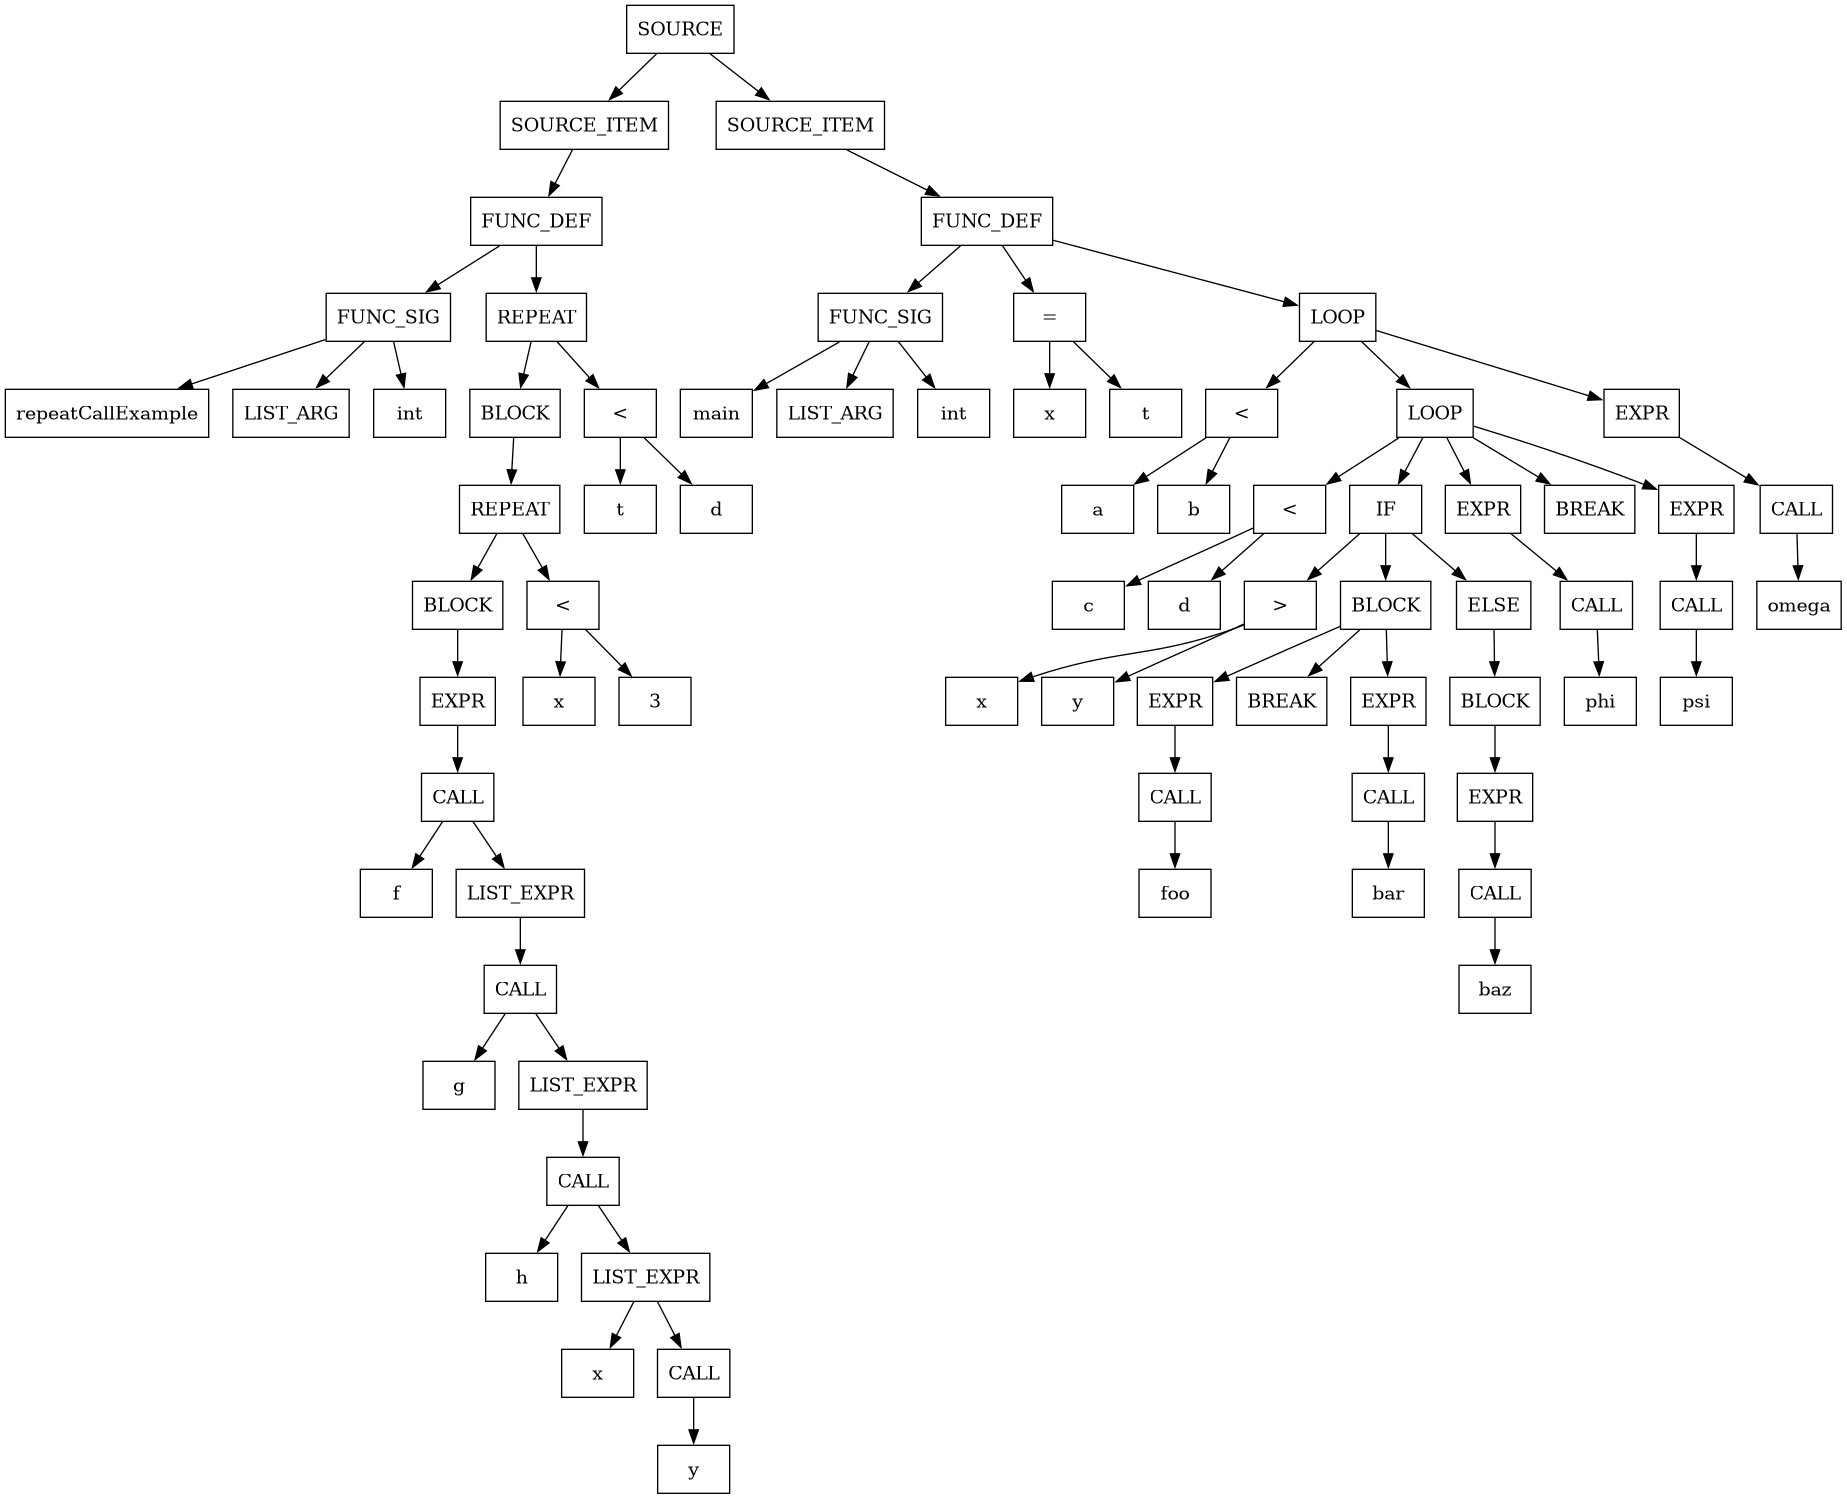 SOURCE
SOURCE_ITEM SOURCE_ITEM
FUNC_DEF FUNC_DEF
FUNC_SIG REPEAT FUNC_SIG = LOOP
repeatCallExample LIST_ARG int BLOCK < main LIST_ARG int x t < LOOP EXPR
REPEAT t d a b < IF EXPR BREAK EXPR CALL
BLOCK < c d > BLOCK ELSE CALL CALL omega
EXPR x 3 x y EXPR BREAK EXPR BLOCK phi psi
CALL CALL CALL EXPR
f LIST_EXPR foo bar CALL
CALL baz
g LIST_EXPR
CALL
h LIST_EXPR
x CALL
y